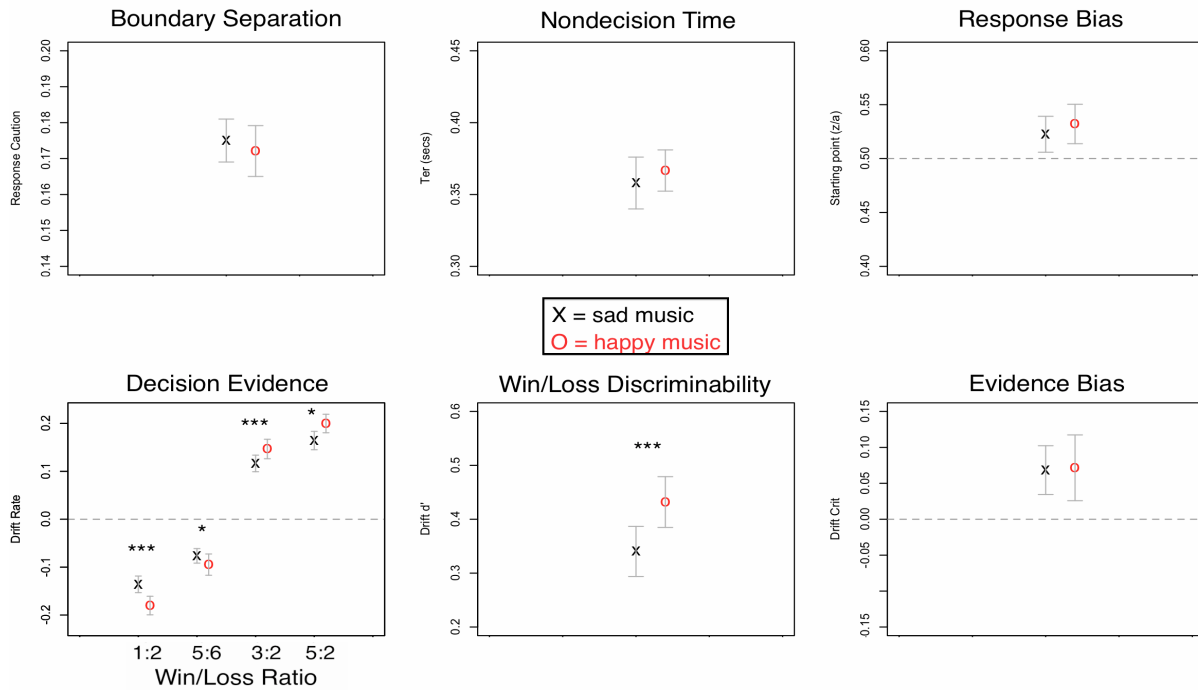 Boundary Separation
Response Caution
0.20
0.19
0.18
0.17
0.16
0.15
0.14
X
O
Nondecision Time
Ter (secs)
0.45
0.40
0.35
0.30
X
O
Response Bias
Starting point (z/a)
0.60
0.55
0.50
0.45
0.40
X
O
X = sad music
O = happy music
Decision Evidence
Drift Rate
0.2
0.1
0.0
-0.1
-0.2
***
*
***
*
X
O
X
O
X
O
X
O
1:2 5:6 3:2 5:2
Win/Loss Ratio
Win/Loss Discriminability
Drift d'
0.6
0.5
0.4
0.3
0.2
***
X
O
Evidence Bias
Drift Crit
0.15
0.10
0.05
0.00
-0.05
-0.15
X
O